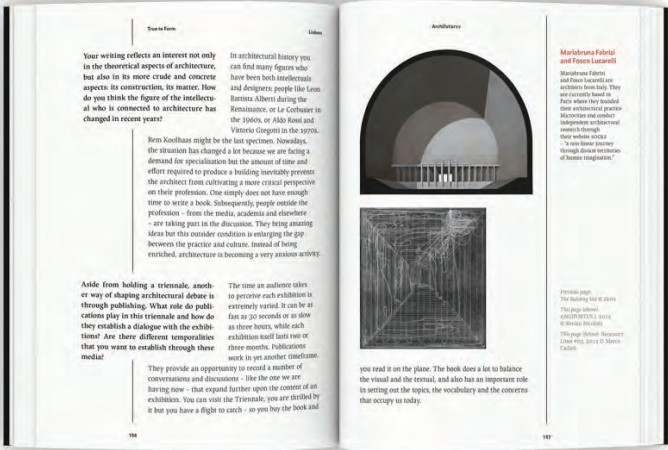 True to Form
Lisbon
Your writing reflects an interest not only
in the theoretical aspects of architecture,
but also in its more crude and concrete
aspects: its construction, its matter. How
do you think the figure of the intellectu-
al who is connected to architecture has
changed in recent years?
In architectural history you
can find many figures who
have been both intellectuals
and designers: people like Leon
Battista Alberti during the
Renaissance, or Le Corbusier in
the 1960s, or Aldo Rossi and
Vittorio Gregotti in the 1970s.
Rem Koolhaas might be the last specimen. Nowadays,
the situation has changed a lot because we are facing a
demand for specialisation but the amount of time and
effort required to produce a building inevitably prevents
the architect from cultivating a more critical perspective
on their profession. One simply does not have enough
time to write a book. Subsequently, people outside the
profession – from the media, academia and elsewhere
– are taking part in the discussion. They bring amazing
ideas but this outsider condition is enlarging the gap
between the practice and culture. Instead of being
enriched, architecture is becoming a very anxious activity.
Aside from holding a triennale, anoth-
er way of shaping architectural debate is
through publishing. What role do publi-
cations play in this triennale and how do
they establish a dialogue with the exhibi-
tions? Are there different temporalities
that you want to establish through these
media?
The time an audience takes
to perceive each exhibition is
extremely varied. It can be as
fast as 30 seconds or as slow
as three hours, while each
exhibition itself lasts two or
three months. Publications
work in yet another timeframe.
They provide an opportunity to record a number of
conversations and discussions – like the one we are
having now – that expand further upon the content of an
exhibition. You can visit the Triennale, you are thrilled by
it but you have a flight to catch – so you buy the book and
Archifutures
you read it on the plane. The book does a lot to balance
the visual and the textual, and also has an important role
in setting out the topics, the vocabulary and the concerns
that occupy us today.
Mariabruna Fabrizi
and Fosco Lucarelli
Mariabruna Fabrizi
and Fosco Lucarelli are
architects from Italy. They
are currently based in
Paris where they founded
their architectural practice
Microcities and conduct
independent architectural
research through
their website SOCKS
– "a non-linear journey
through distant territories
of human imagination."
Previous page:
This page (above):
This page (below):